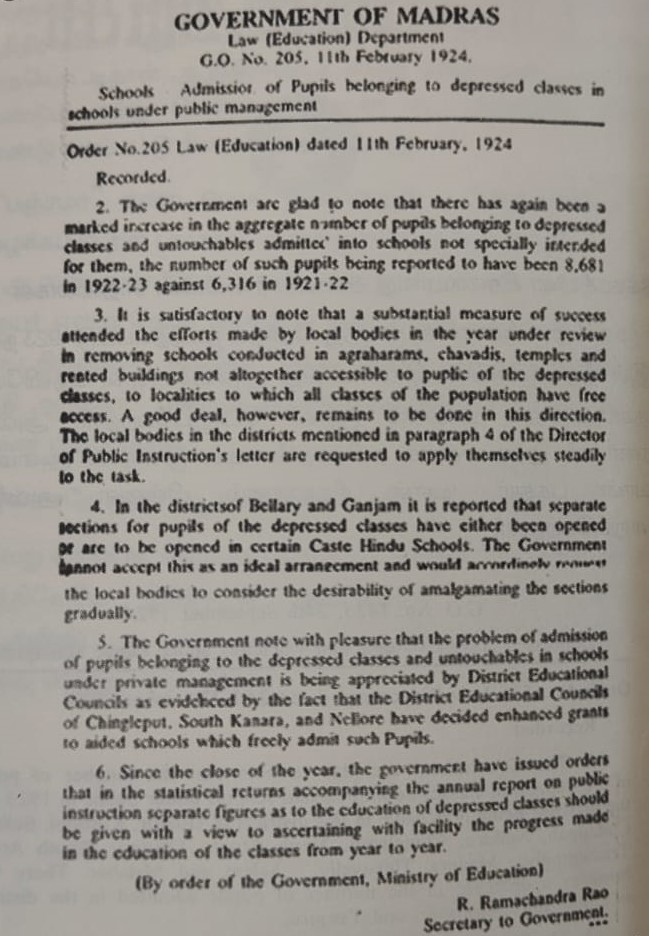 GOVERNMENT OF MADRAS
Law (Education) Department
G.O. No. 205, 11th February 1924.
Schools Admission of Pupils belonging to depressed classes in
schools under public management
Order No.205 Law (Education) dated 11th February, 1924
Recorded.
2. The Government are glad to note that there has again been a
marked increase in the aggregate number of pupils belonging to depressed
classes and untouchables admitted into schools not specially intended
for them, the number of such pupils being reported to have been 8,681
in 1922-23 against 6,316 in 1921-22
3. It is satisfactory to note that a substantial measure of success
attended the efforts made by local bodies in the year under review
in removing schools conducted in agraharams, chavadis, temples and
rented buildings not altogether accessible to puplic of the depressed
classes, to localities to which all classes of the population have free
access. A good deal, however, remains to be done in this direction.
The local bodies in the districts mentioned in paragraph 4 of the Director
of Public Instruction's letter are requested to apply themselves steadily
to the task.
4. In the districtsof Bellary and Ganjam it is reported that separate
sections for pupils of the depressed classes have either been opened
or are to be opened in certain Caste Hindu Schools. The Government
cannot accept this as an ideal arrangement and would accordingly request
the local bodies to consider the desirability of amalgamating the sections
gradually.
5. The Government note with pleasure that the problem of admission
of pupils belonging to the depressed classes and untouchables in schools
under private management is being appreciated by District Educational
Councils as evidenced by the fact that the District Educational Councils
of Chingleput, South Kanara, and Nellore have decided enhanced grants
to aided schools which freely admit such Pupils.
6. Since the close of the year, the government have issued orders
that in the statistical returns accompanying the annual report on public
instruction separate figures as to the education of depressed classes should
be given with a view to ascertaining with facility the progress made
in the education of the classes from year to year.
(By order of the Government, Ministry of Education)
R. Ramachandra Rao
Secretary to Government.